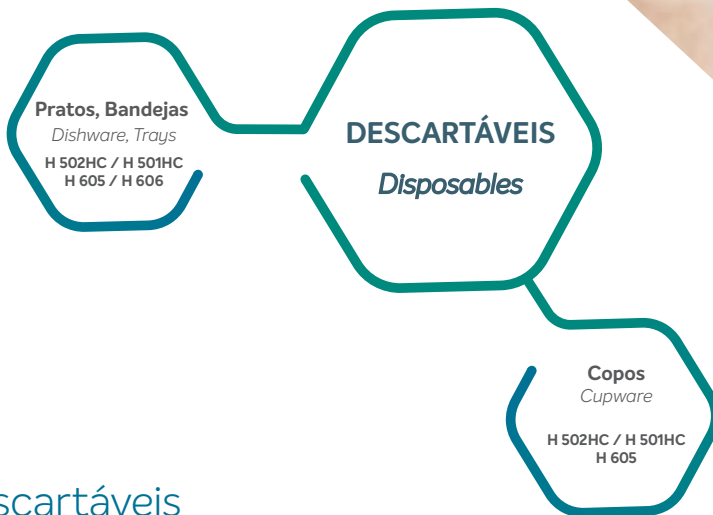 Pratos, Bandejas
Dishware, Trays
H 502HC / H 501HC
H 605 / H 606
DESCARTÁVEIS
Disposables
Copos
Cupware
H 502HC / H 501HC
H 605
scartáveis